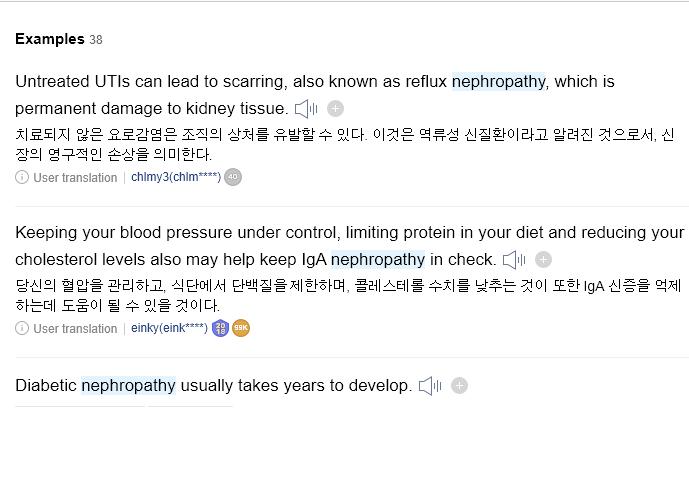 Examples 38
Untreated UTIs can lead to scarring, also known as reflux nephropathy, which is
permanent damage to kidney tissue.
치료되지 않은 요로감염은 조직의 상처를 유발할 수 있다. 이것은 역류성 신질환이라고 알려진 것으로서, 신
장의 영구적인 손상을 의미한다.
User translation | chlmy3(chlm****) 40
Keeping your blood pressure under control, limiting protein in your diet and reducing your
cholesterol levels also may help keep IgA nephropathy in check.
당신의 혈압을 관리하고, 식단에서 단백질을 제한하며, 콜레스테롤 수치를 낮추는 것이 또한 IgA 신증을 억제
하는데 도움이 될 수 있을 것이다.
User translation | einky(eink****) 2018 99K
Diabetic nephropathy usually takes years to develop.